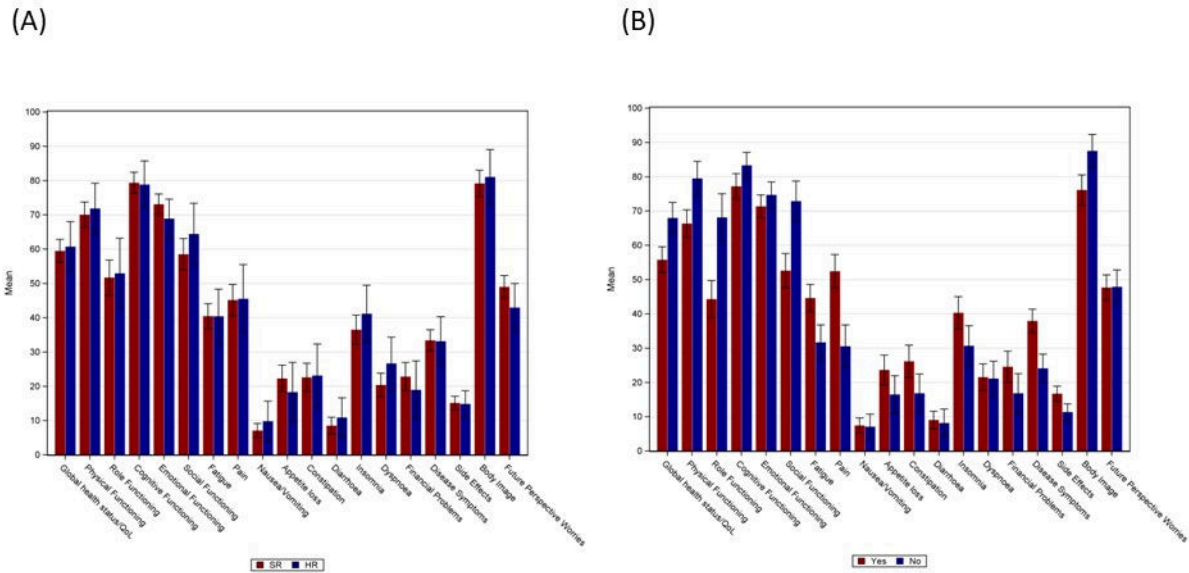 (A)
(B)
100
90
80
70
60
50
40
30
20
10
0
Mean
Global health status/QoL
Physical Functioning
Role Functioning
Cognitive Functioning
Emotional Functioning
Social Functioning
Fatigue
Pain
Nausea/Vomiting
Appetite loss
Constipation
Diarrhoea
Insomnia
Dyspnoea
Financial Problems
Disease Symptoms
Side Effects
Body Image
Future Perspective Worries
SR HR
100
90
80
70
60
50
40
30
20
10
0
Mean
Global health status/QoL
Physical Functioning
Role Functioning
Cognitive Functioning
Emotional Functioning
Social Functioning
Fatigue
Pain
Nausea/Vomiting
Appetite loss
Constipation
Diarrhoea
Insomnia
Dyspnoea
Financial Problems
Disease Symptoms
Side Effects
Body Image
Future Perspective Worries
Yes No